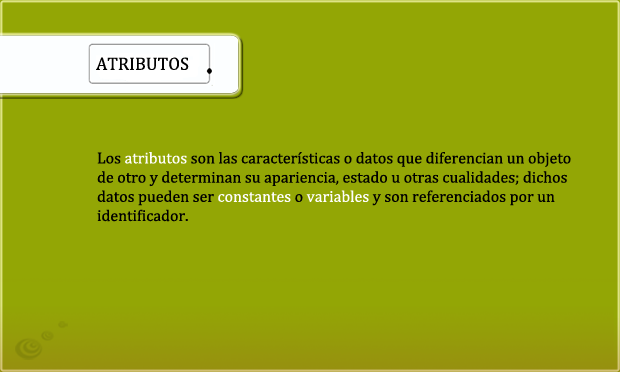 ATRIBUTOS
Los atributos son las características o datos que diferencian un objeto
de otro y determinan su apariencia, estado u otras cualidades; dichos
datos pueden ser constantes o variables y son referenciados por un
identificador.